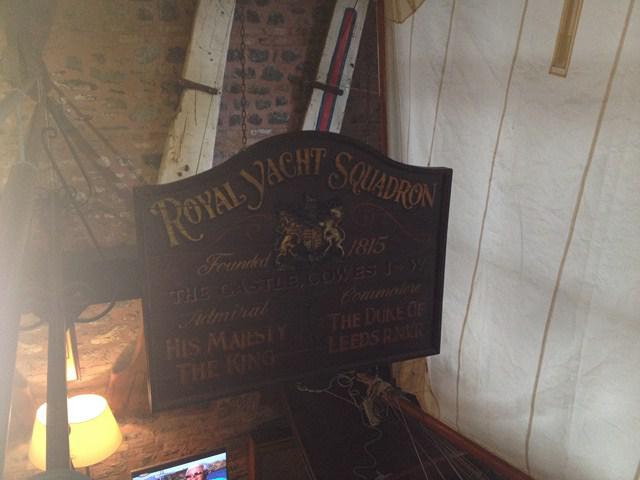 ROYAL YACHT SQUADRON
Founded 1815
THE CASTLE, COWES I-W
Admiral Commodore
HIS MAJESTY THE DUKE OF
THE KING LEEDS R.N.V.R.